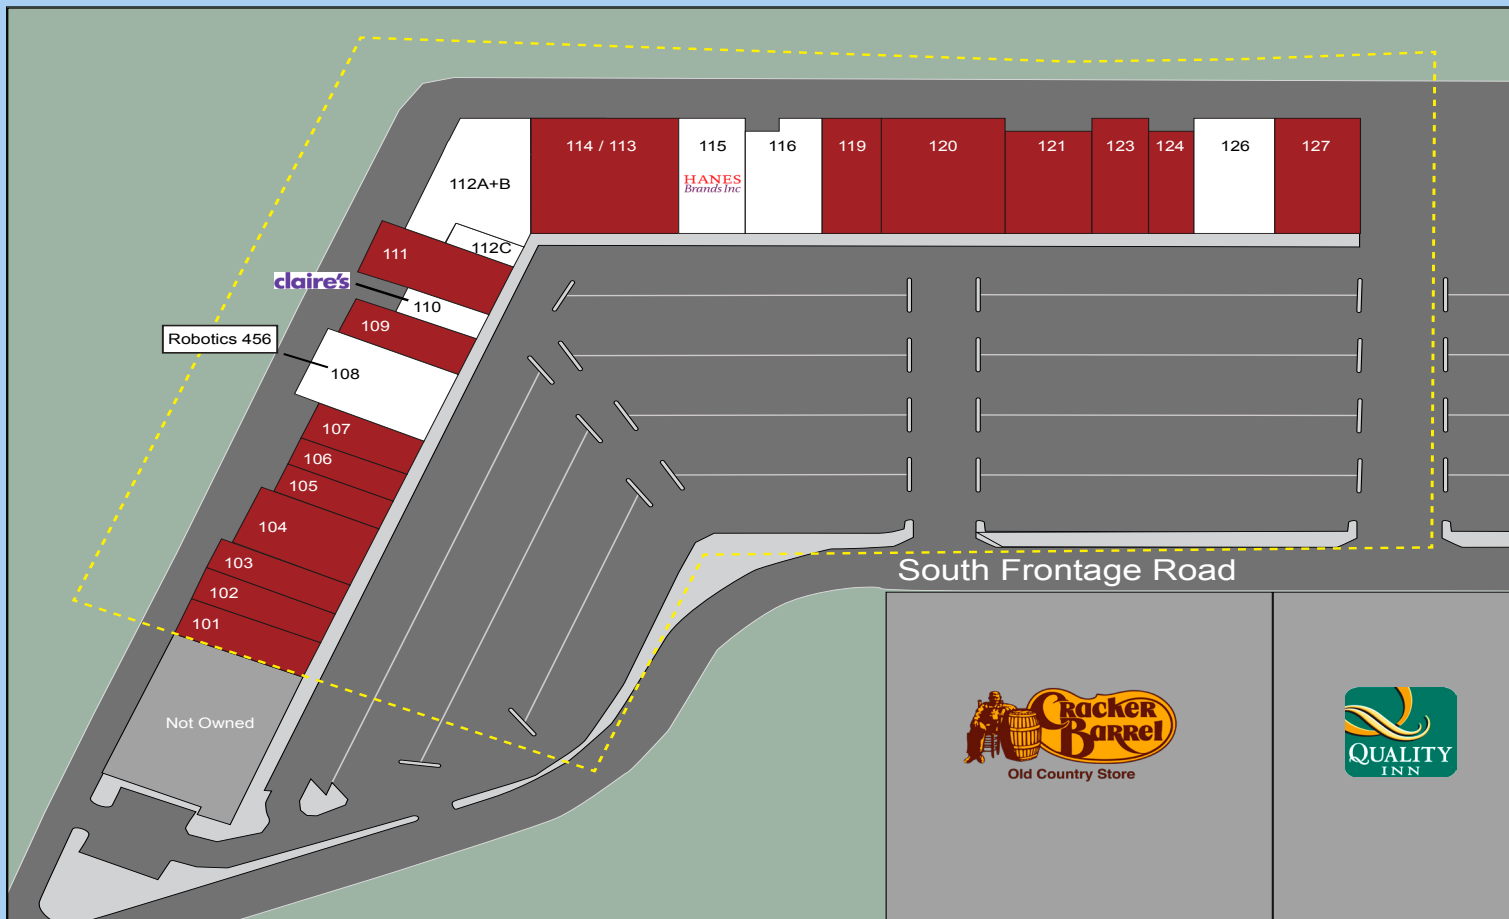 114 / 113
115
116
119
120
121
123
124
126
127
HANES
Brands Inc
112A+B
112C
111
claire's
110
109
Robotics 456
108
107
106
105
104
103
102
101
Not Owned
South Frontage Road
Cracker
Barrel
Old Country Store
QUALITY
INN